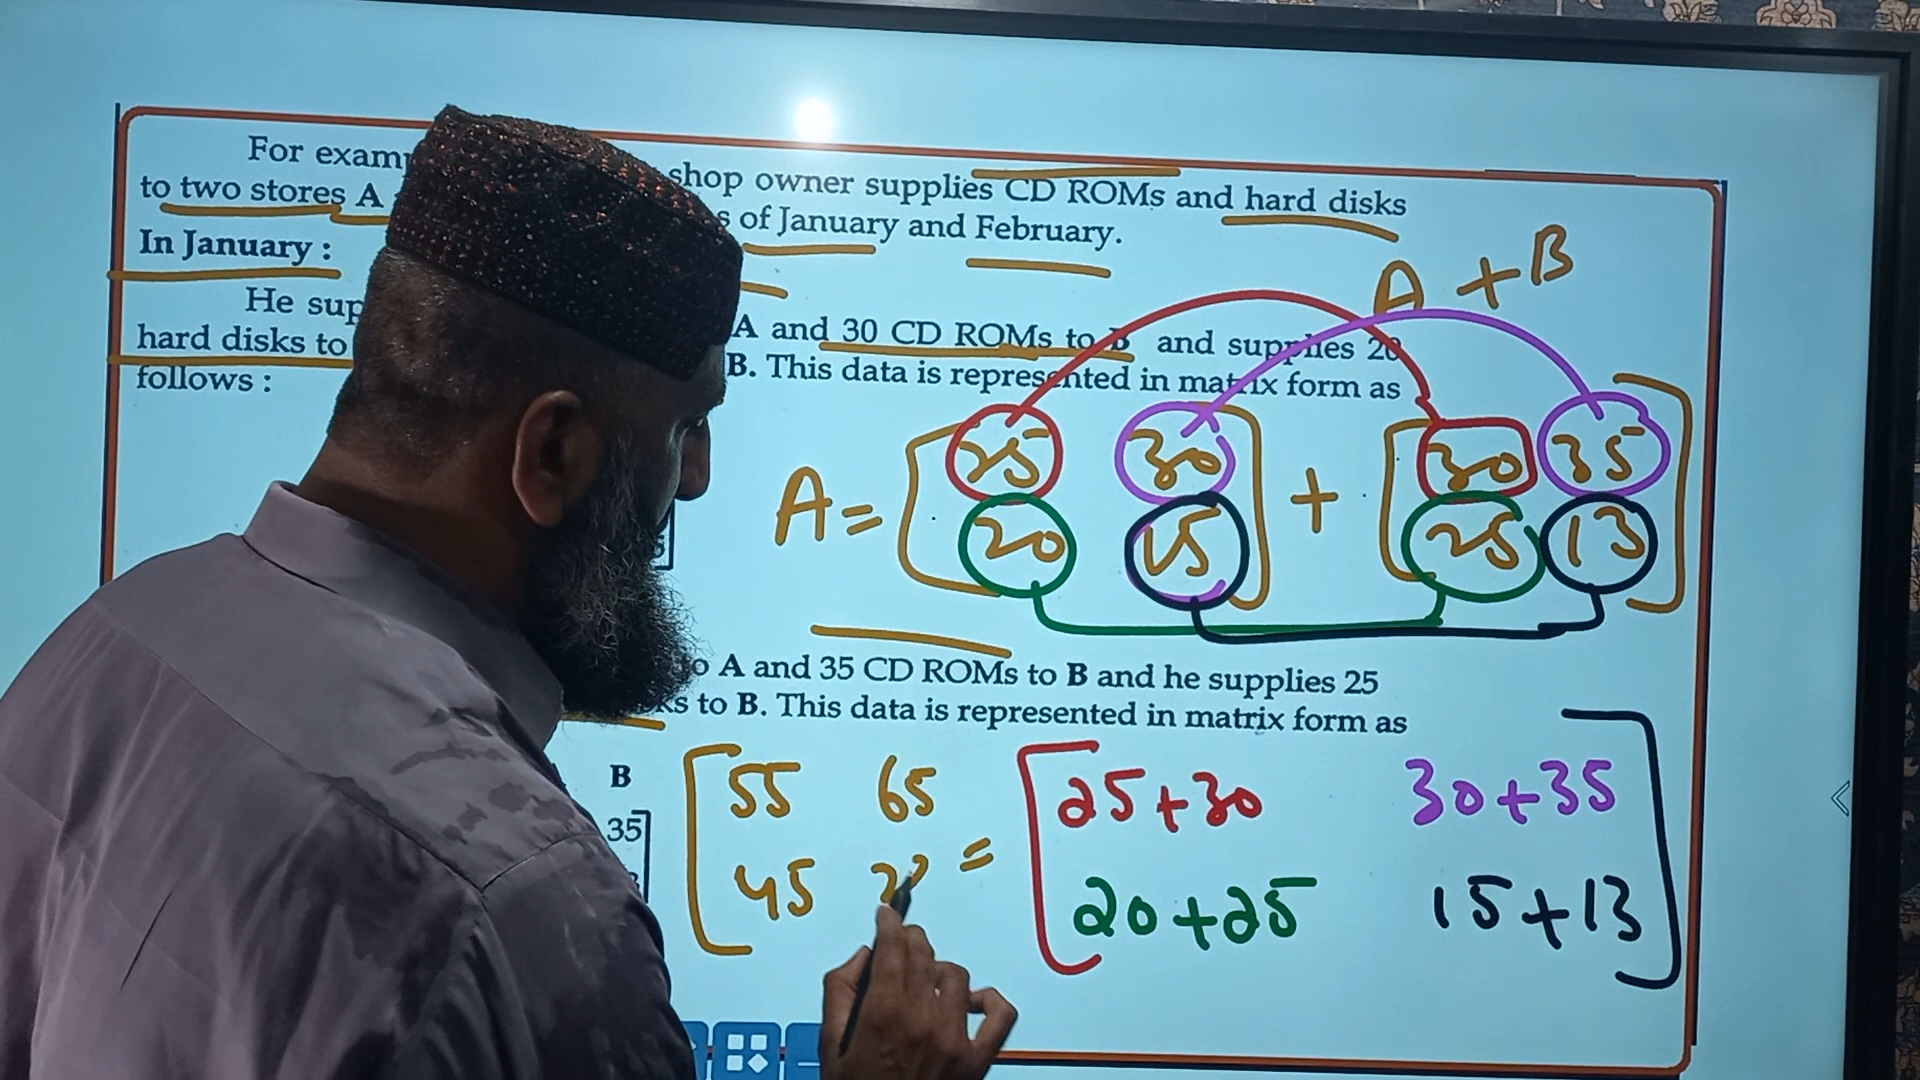 For exam shop owner supplies CD ROMs and hard disks
to two stores A s of January and February.
In January :
A + B
He sup A and 30 CD ROMs to B and supplies 20
hard disks to B. This data is represented in matrix form as
follows :
25 30 30 35
A = +
20 15 25 13
o A and 35 CD ROMs to B and he supplies 25
ks to B. This data is represented in matrix form as
B
55 65 25+30 30+35
35
=
45 20+25 15+13